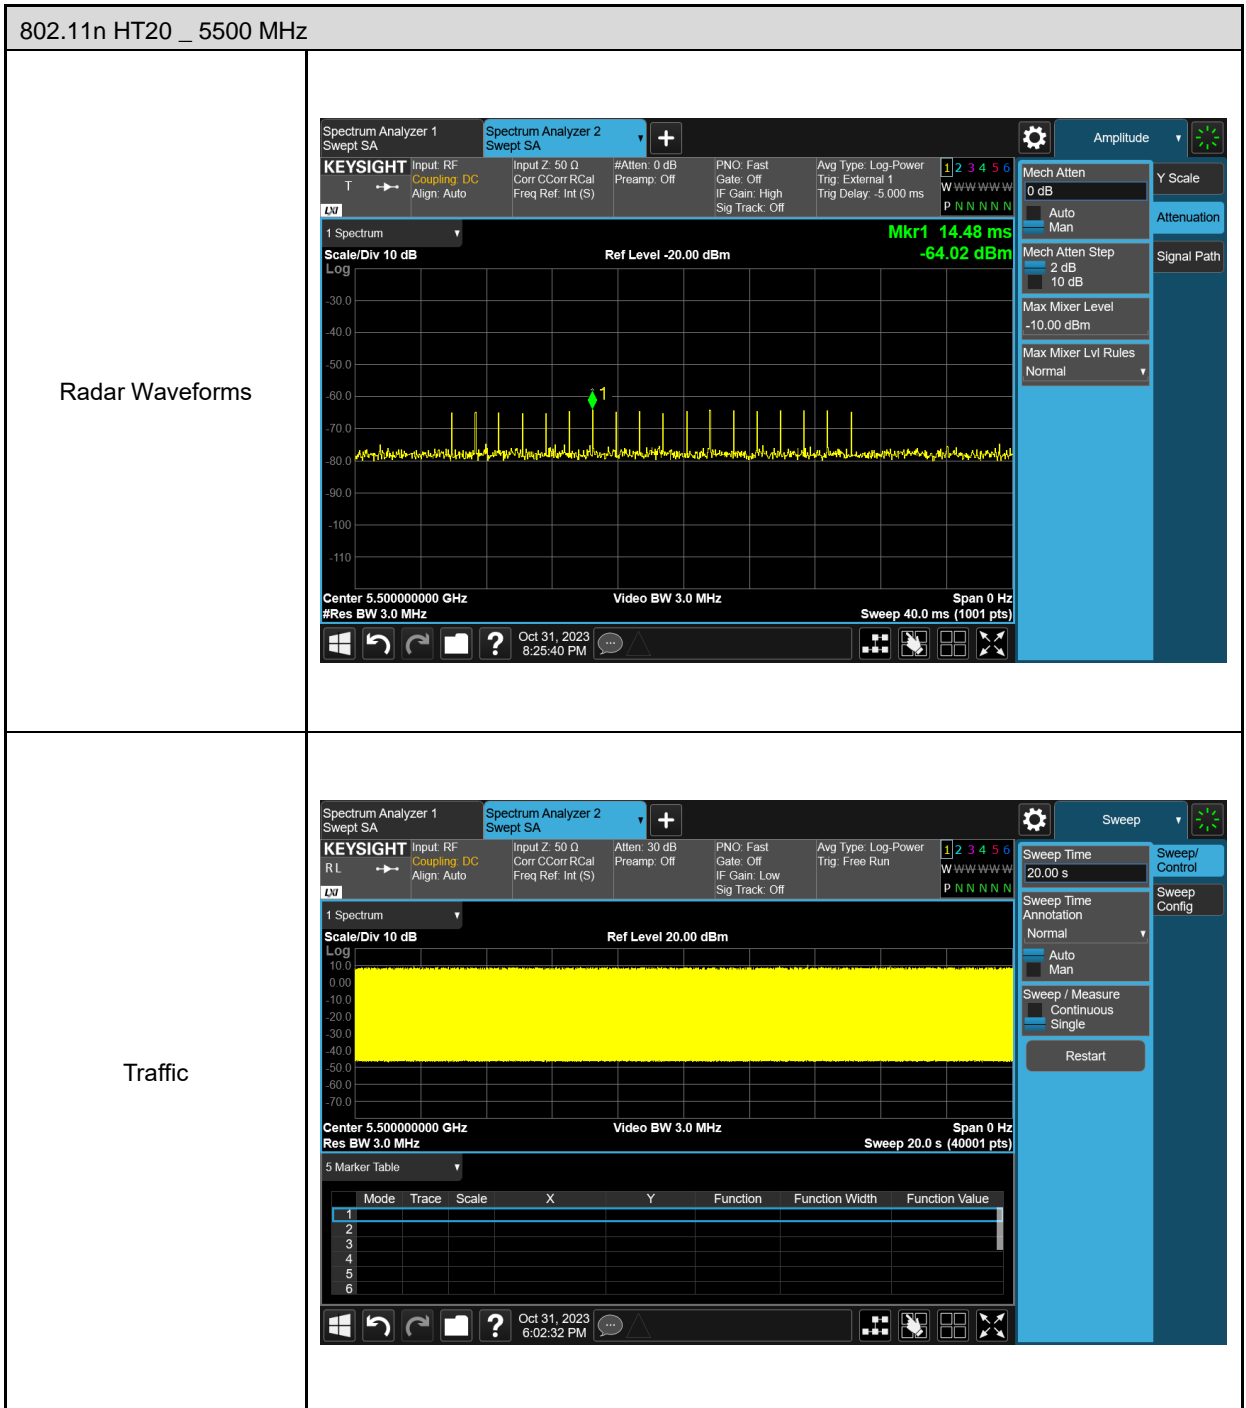 802.11n HT20 _ 5500 MHz
Radar Waveforms
Spectrum Analyzer 1
Swept SA
Spectrum Analyzer 2
Swept SA
Amplitude
KEYSIGHT
T
LXI
Input: RF
Coupling: DC
Align: Auto
Input Z: 50 Ω
Corr CCorr RCal
Freq Ref: Int (S)
#Atten: 0 dB
Preamp: Off
PNO: Fast
Gate: Off
IF Gain: High
Sig Track: Off
Avg Type: Log-Power
Trig: External 1
Trig Delay: -5.000 ms
1 2 3 4 5 6
W W W W W W
P N N N N N
1 Spectrum
Scale/Div 10 dB
Ref Level -20.00 dBm
Mkr1 14.48 ms
-64.02 dBm
Log
-30.0
-40.0
-50.0
-60.0
-70.0
-80.0
-90.0
-100
-110
1
Center 5.500000000 GHz
#Res BW 3.0 MHz
Video BW 3.0 MHz
Span 0 Hz
Sweep 40.0 ms (1001 pts)
Oct 31, 2023
8:25:40 PM
Mech Atten
0 dB
Auto
Man
Mech Atten Step
2 dB
10 dB
Max Mixer Level
-10.00 dBm
Max Mixer Lvl Rules
Normal
Y Scale
Attenuation
Signal Path
Traffic
Spectrum Analyzer 1
Swept SA
Spectrum Analyzer 2
Swept SA
Sweep
KEYSIGHT
R L
LXI
Input: RF
Coupling: DC
Align: Auto
Input Z: 50 Ω
Corr CCorr RCal
Freq Ref: Int (S)
Atten: 30 dB
Preamp: Off
PNO: Fast
Gate: Off
IF Gain: Low
Sig Track: Off
Avg Type: Log-Power
Trig: Free Run
1 2 3 4 5 6
W W W W W W
P N N N N N
1 Spectrum
Scale/Div 10 dB
Ref Level 20.00 dBm
Log
10.0
0.00
-10.0
-20.0
-30.0
-40.0
-50.0
-60.0
-70.0
Center 5.500000000 GHz
Res BW 3.0 MHz
Video BW 3.0 MHz
Span 0 Hz
Sweep 20.0 s (40001 pts)
5 Marker Table
Mode Trace Scale X Y Function Function Width Function Value
1
2
3
4
5
6
Oct 31, 2023
6:02:32 PM
Sweep Time
20.00 s
Sweep Time
Annotation
Normal
Auto
Man
Sweep / Measure
Continuous
Single
Restart
Sweep/
Control
Sweep
Config